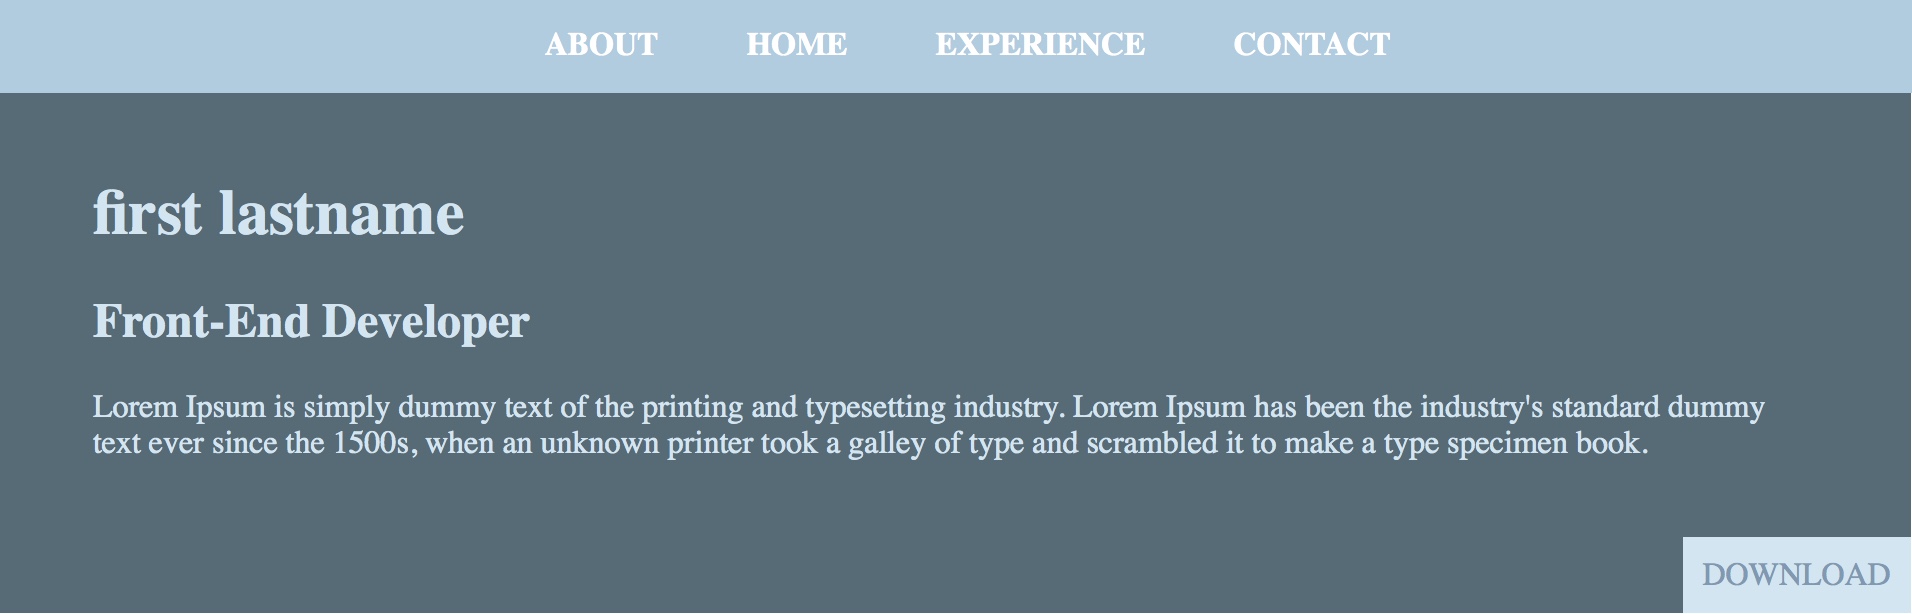 ABOUT HOME EXPERIENCE CONTACT
first lastname
Front-End Developer
Lorem Ipsum is simply dummy text of the printing and typesetting industry. Lorem Ipsum has been the industry's standard dummy
text ever since the 1500s, when an unknown printer took a galley of type and scrambled it to make a type specimen book.
DOWNLOAD